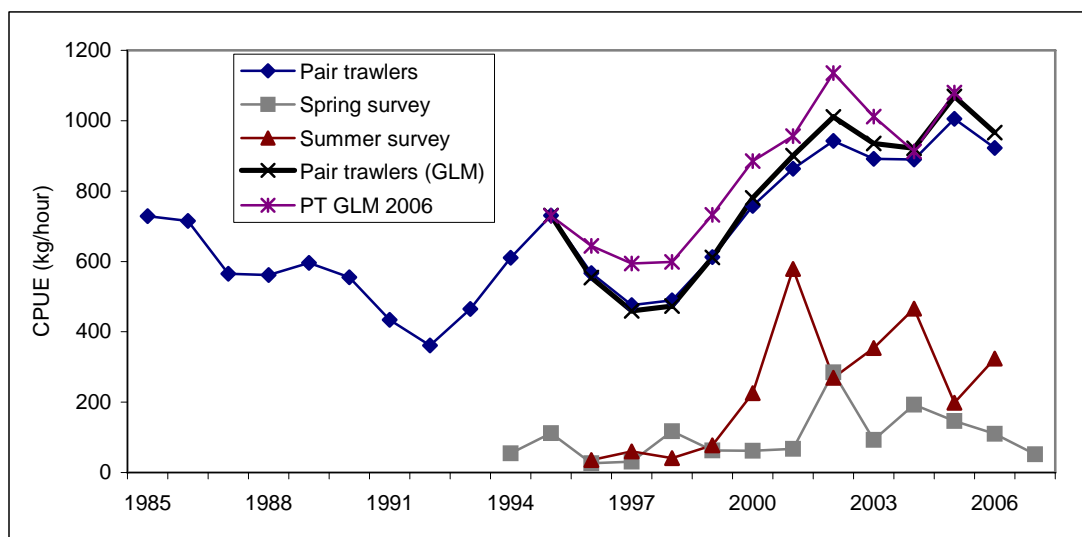 1200
1000
800
600
400
200
0
CPUE (kg/hour)
Pair trawlers
Spring survey
Summer survey
Pair trawlers (GLM)
PT GLM 2006
1985 1988 1991 1994 1997 2000 2003 2006